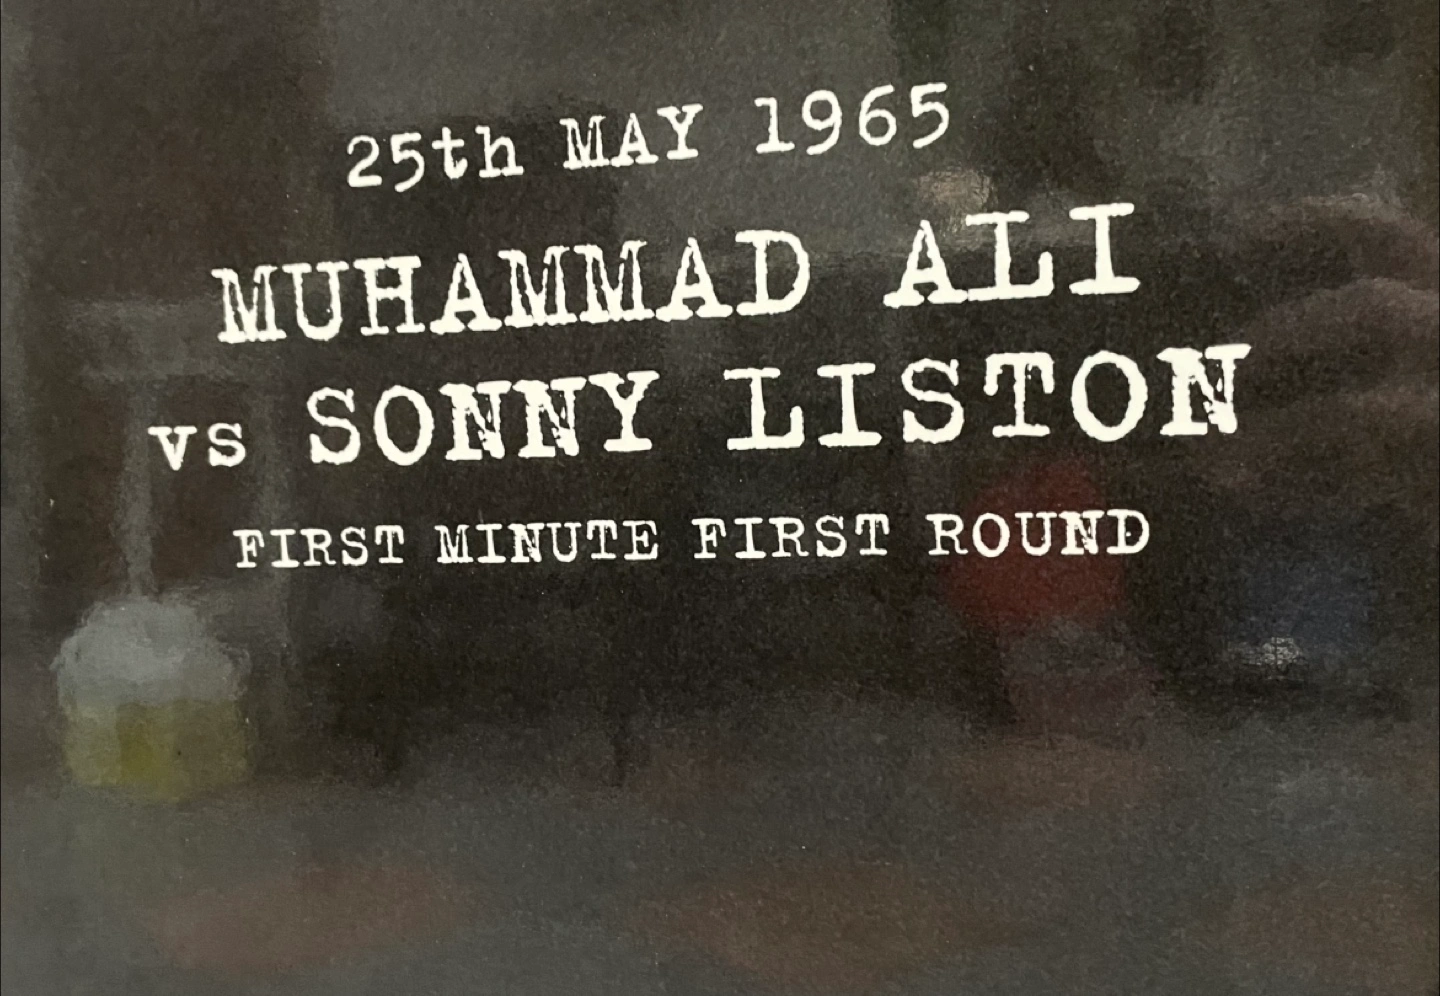 25th MAY 1965
MUHAMMAD ALI
vs SONNY LISTON
FIRST MINUTE FIRST ROUND